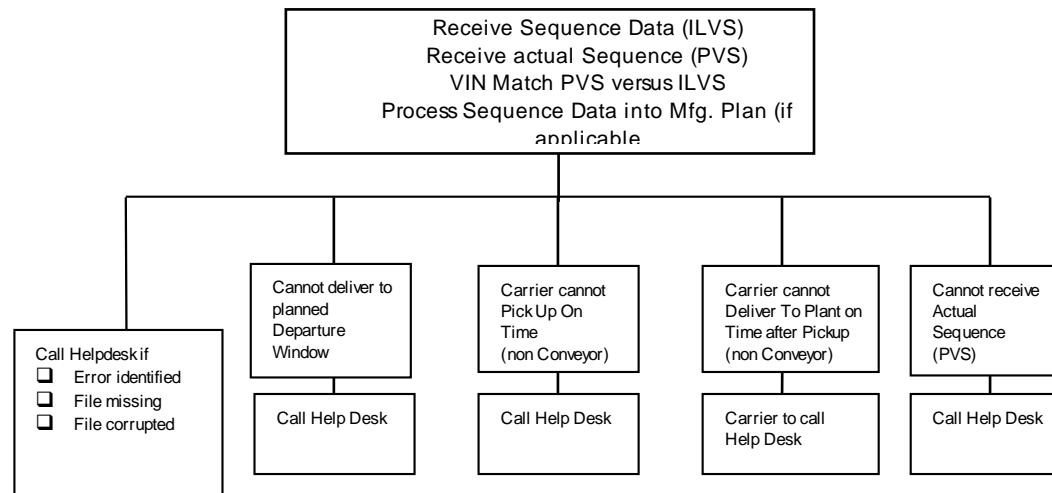 Receive Sequence Data (ILVS)
Receive actual Sequence (PVS)
VIN Match PVS versus ILVS
Process Sequence Data into Mfg. Plan (if
applicable
Call Helpdesk if
❑ Error identified
❑ File missing
❑ File corrupted
Cannot deliver to
planned
Departure
Window
Call Help Desk
Carrier cannot
Pick Up On
Time
(non Conveyor)
Call Help Desk
Carrier cannot
Deliver To Plant on
Time after Pickup
(non Conveyor)
Carrier to call
Help Desk
Cannot receive
Actual
Sequence
(PVS)
Call Help Desk